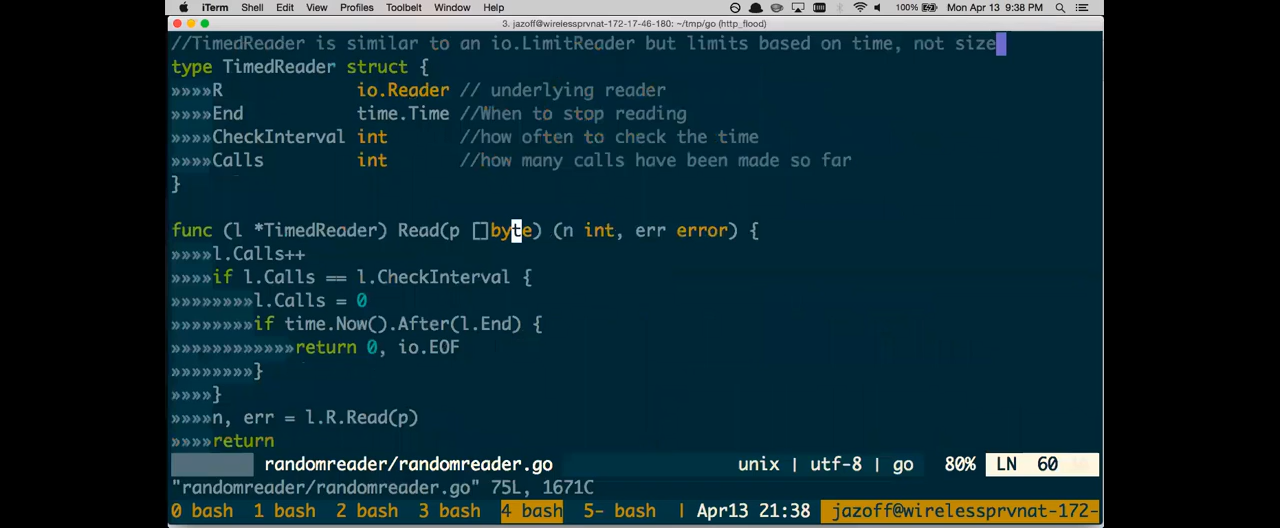 iTerm Shell Edit View Profiles Toolbelt Window Help 100% Mon Apr 13 9:38 PM
3. jazoff@wirelessprvnat-172-17-46-180: ~/tmp/go (http_flood)
//TimedReader is similar to an io.LimitReader but limits based on time, not size
type TimedReader struct {
»»»»R io.Reader // underlying reader
»»»»End time.Time //When to stop reading
»»»»CheckInterval int //how often to check the time
»»»»Calls int //how many calls have been made so far
}
func (l *TimedReader) Read(p []byte) (n int, err error) {
»»»»l.Calls++
»»»»if l.Calls == l.CheckInterval {
»»»»»»»»l.Calls = 0
»»»»»»»»if time.Now().After(l.End) {
»»»»»»»»»»»»return 0, io.EOF
»»»»»»»»}
»»»»}
»»»»n, err = l.R.Read(p)
»»»»return
randomreader/randomreader.go unix | utf-8 | go 80% LN 60
"randomreader/randomreader.go" 75L, 1671C
0 bash 1 bash 2 bash 3 bash 4 bash 5- bash | Apr13 21:38 jazoff@wirelessprvnat-172-